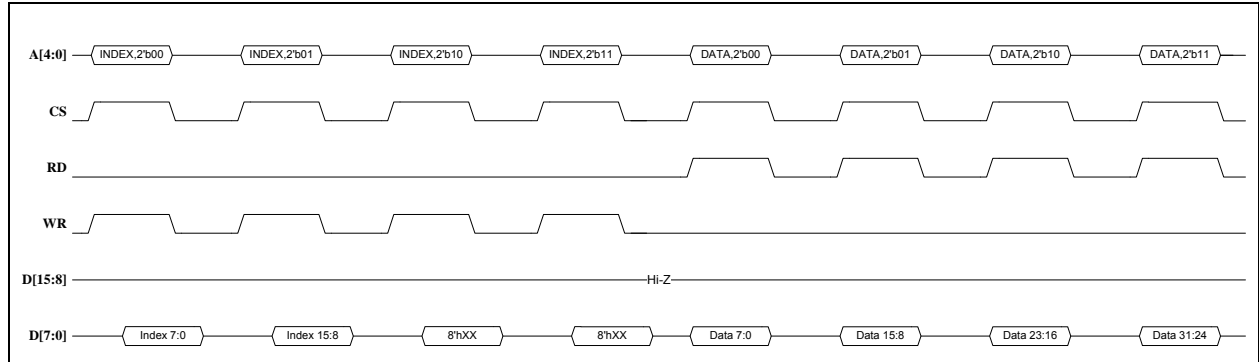 A[4:0] INDEX,2'b00 INDEX,2'b01 INDEX,2'b10 INDEX,2'b11 DATA,2'b00 DATA,2'b01 DATA,2'b10 DATA,2'b11
CS
RD
WR
D[15:8] Hi-Z
D[7:0] Index 7:0 Index 15:8 8'hXX 8'hXX Data 7:0 Data 15:8 Data 23:16 Data 31:24